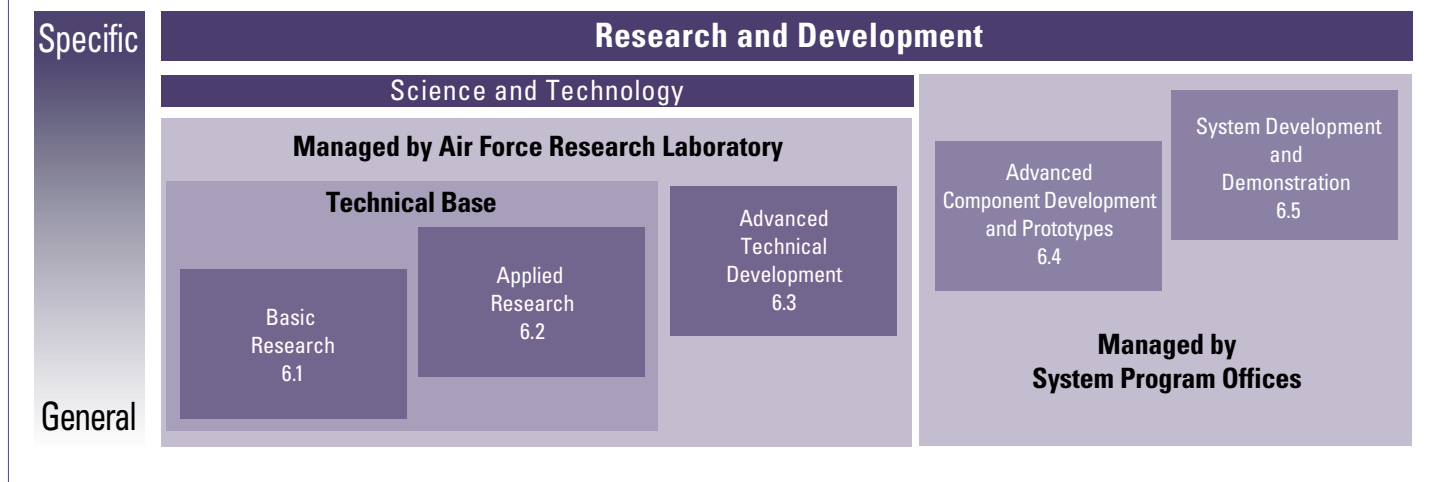 Specific
General
Research and Development
Science and Technology
Managed by Air Force Research Laboratory
Technical Base
Basic
Research
6.1
Applied
Research
6.2
Advanced
Technical
Development
6.3
Advanced
Component Development
and Prototypes
6.4
System Development
and
Demonstration
6.5
Managed by
System Program Offices